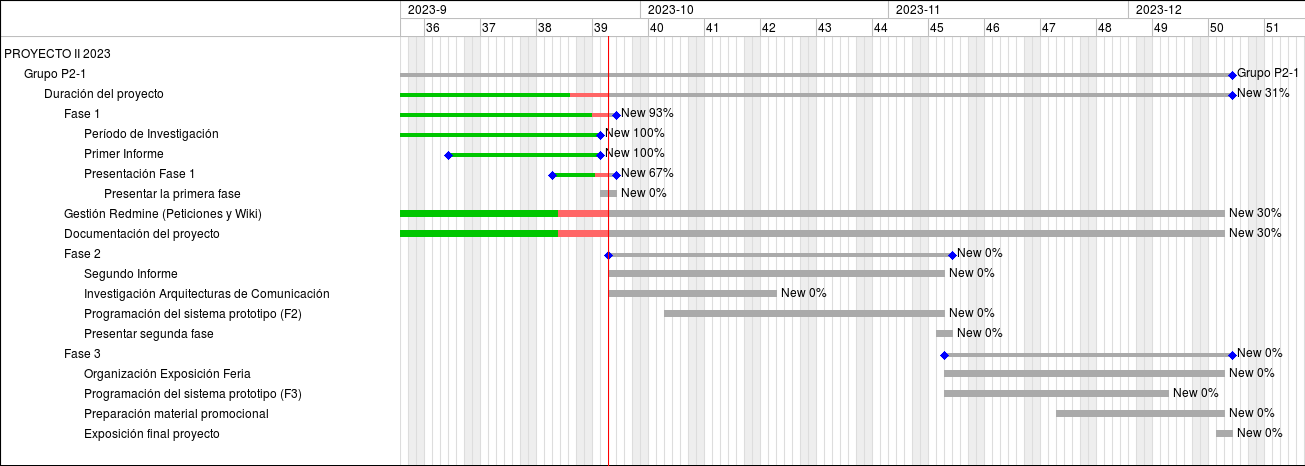 2023-9 2023-10 2023-11 2023-12
36 37 38 39 40 41 42 43 44 45 46 47 48 49 50 51
PROYECTO II 2023
Grupo P2-1 Grupo P2-1
Duración del proyecto New 31%
Fase 1 New 93%
Período de Investigación New 100%
Primer Informe New 100%
Presentación Fase 1 New 67%
Presentar la primera fase New 0%
Gestión Redmine (Peticiones y Wiki) New 30%
Documentación del proyecto New 30%
Fase 2 New 0%
Segundo Informe New 0%
Investigación Arquitecturas de Comunicación New 0%
Programación del sistema prototipo (F2) New 0%
Presentar segunda fase New 0%
Fase 3 New 0%
Organización Exposición Feria New 0%
Programación del sistema prototipo (F3) New 0%
Preparación material promocional New 0%
Exposición final proyecto New 0%